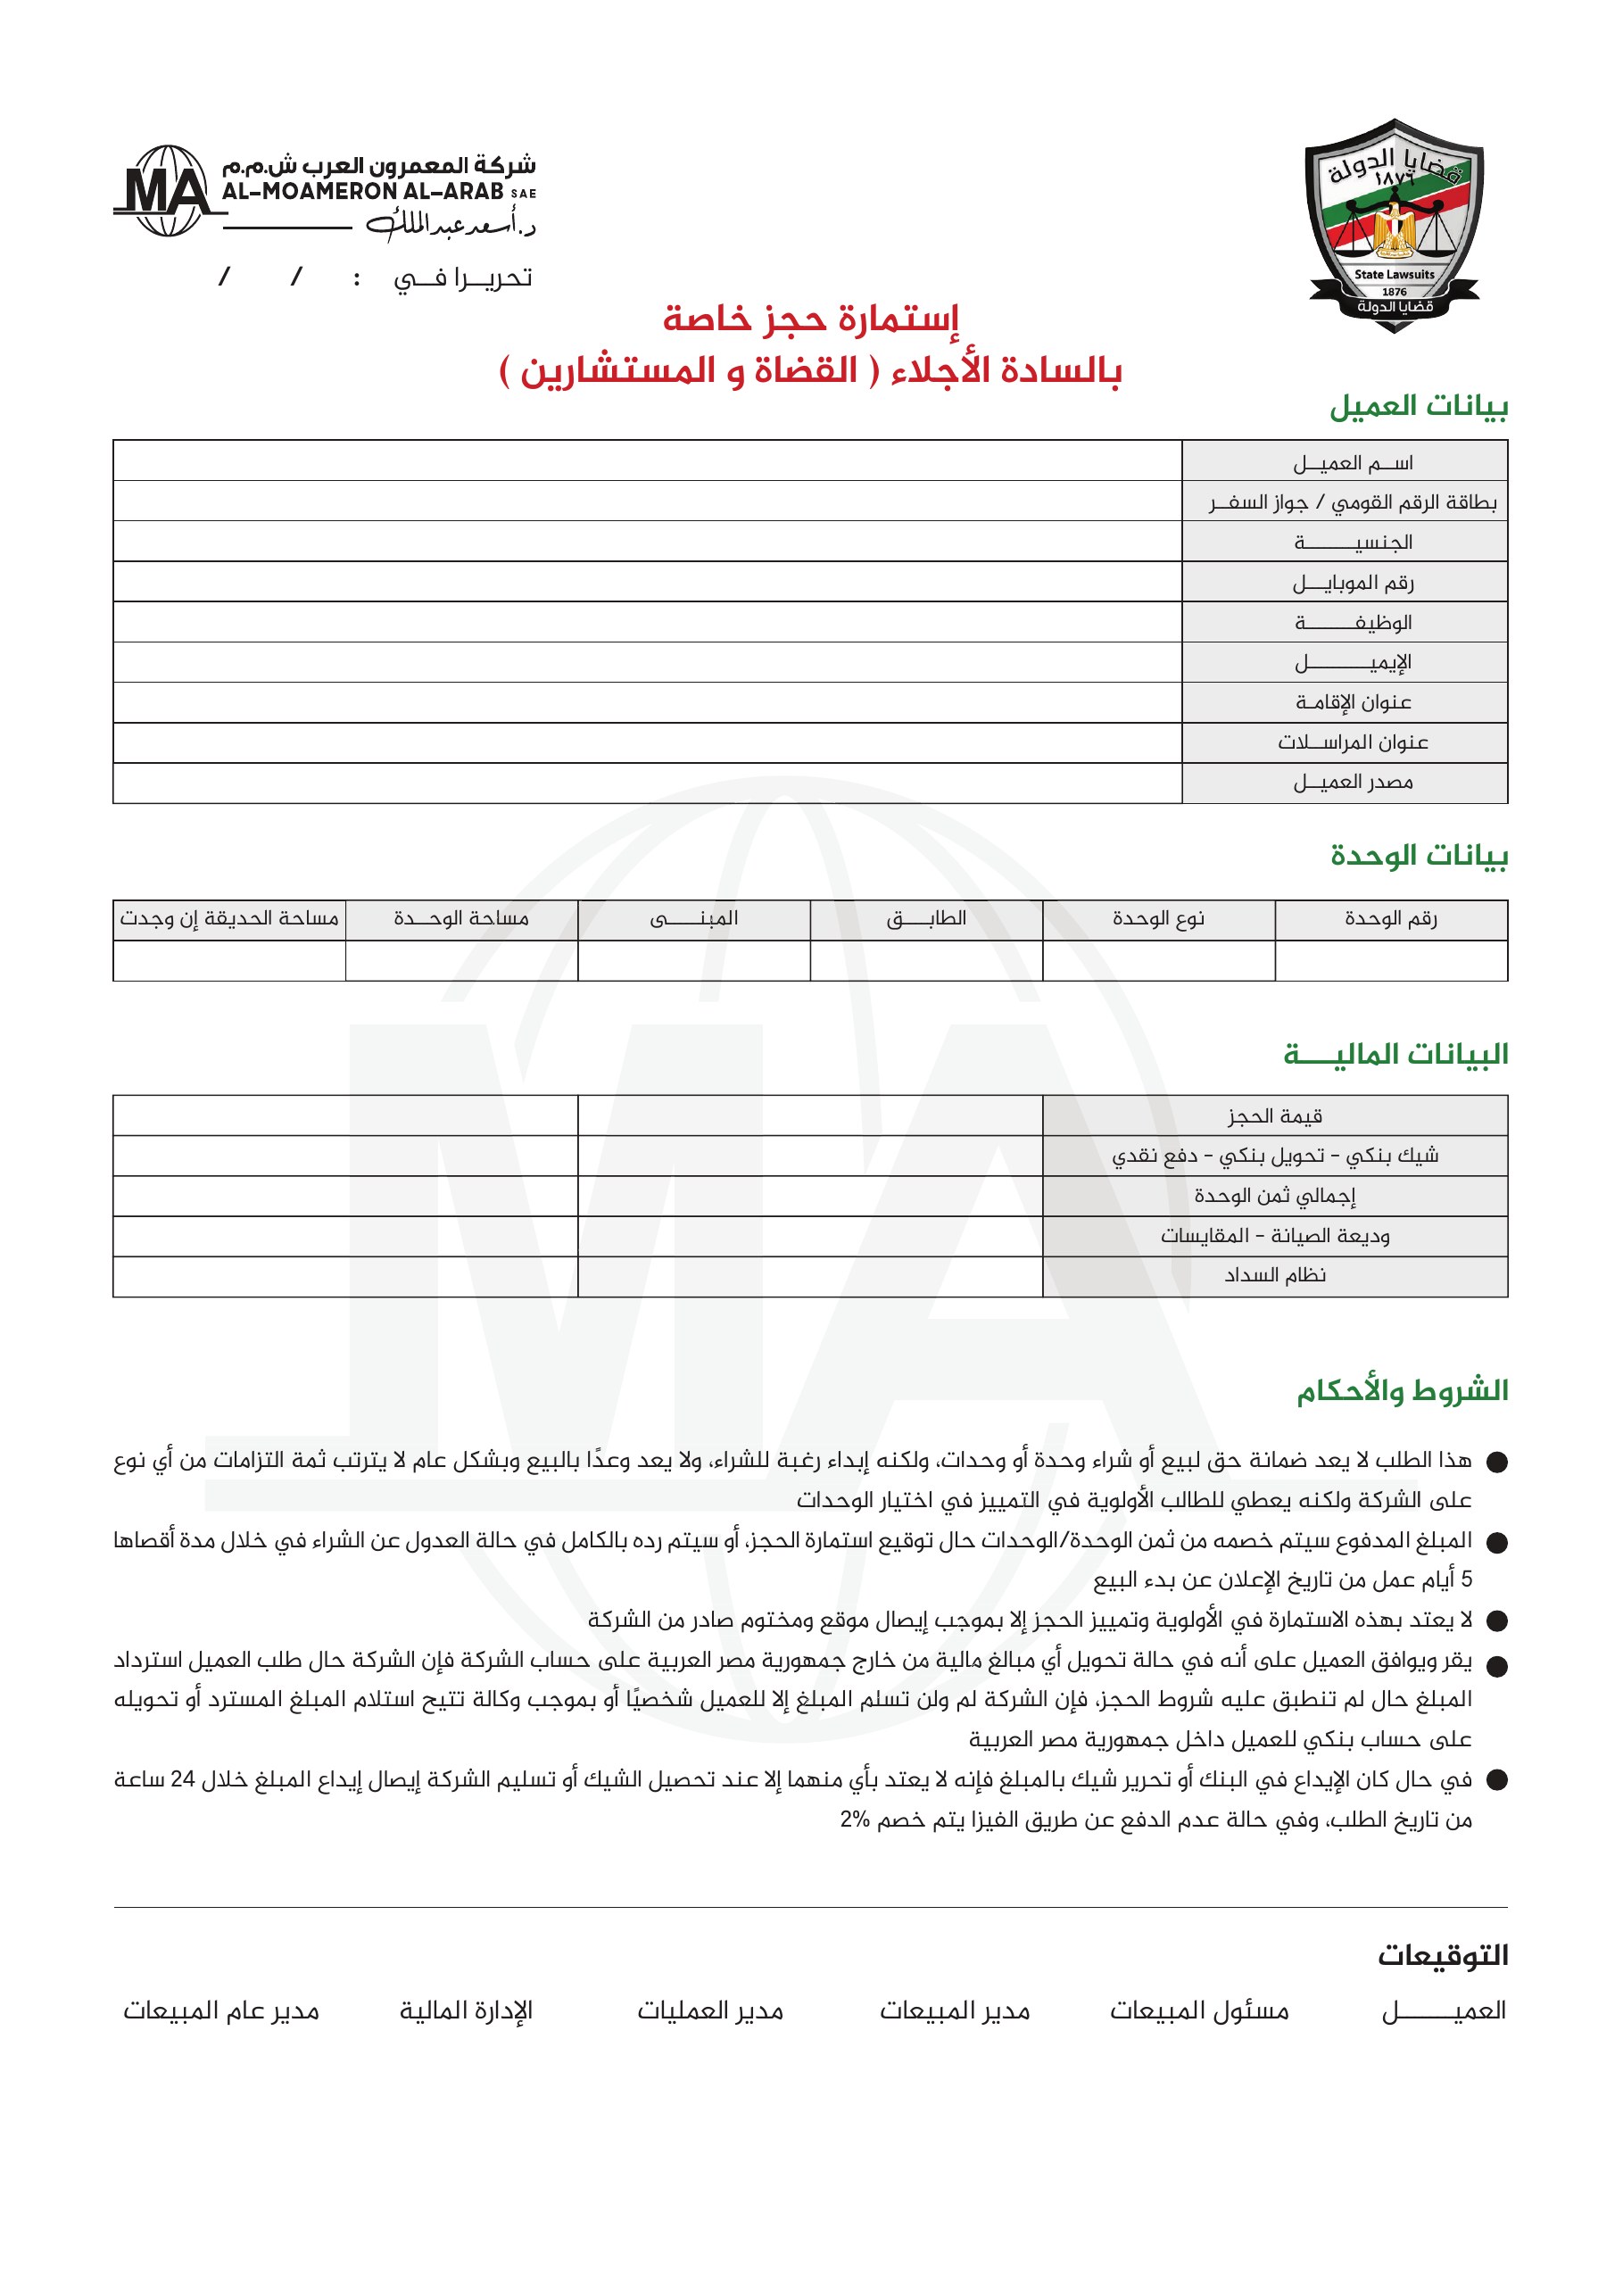 قضايا الدولة
١٨٧٦
State Lawsuits
1876
قضايا الدولة
شركة المعمرون العرب ش.م.م
MA
AL-MOAMERON AL-ARAB SAE
د.أسعد عبد الملك
تحريـــرا فـــي : / /
إستمارة حجز خاصة
بالسادة الأجلاء ( القضاة و المستشارين )
بيانات العميل
اســم العميــل
بطاقة الرقم القومي / جواز السفــر
الجنسيـــــــة
رقم الموبايـــل
الوظيفـــــــة
الإيميـــــــــل
عنوان الإقامـة
عنوان المراســلات
مصدر العميــل
بيانات الوحدة
رقم الوحدة نوع الوحدة الطابـــق المبنـــــى مساحة الوحــدة مساحة الحديقة إن وجدت
البيانات الماليــــة
قيمة الحجز
شيك بنكي - تحويل بنكي - دفع نقدي
إجمالي ثمن الوحدة
وديعة الصيانة - المقايسات
نظام السداد
MA
الشروط والأحكام
● هذا الطلب لا يعد ضمانة حق لبيع أو شراء وحدة أو وحدات، ولكنه إبداء رغبة للشراء، ولا يعد وعدًا بالبيع وبشكل عام لا يترتب ثمة التزامات من أي نوع
على الشركة ولكنه يعطي للطالب الأولوية في التمييز في اختيار الوحدات
● المبلغ المدفوع سيتم خصمه من ثمن الوحدة/الوحدات حال توقيع استمارة الحجز، أو سيتم رده بالكامل في حالة العدول عن الشراء في خلال مدة أقصاها
5 أيام عمل من تاريخ الإعلان عن بدء البيع
● لا يعتد بهذه الاستمارة في الأولوية وتمييز الحجز إلا بموجب إيصال موقع ومختوم صادر من الشركة
● يقر ويوافق العميل على أنه في حالة تحويل أي مبالغ مالية من خارج جمهورية مصر العربية على حساب الشركة فإن الشركة حال طلب العميل استرداد
المبلغ حال لم تنطبق عليه شروط الحجز، فإن الشركة لم ولن تسلم المبلغ إلا للعميل شخصيًا أو بموجب وكالة تتيح استلام المبلغ المسترد أو تحويله
على حساب بنكي للعميل داخل جمهورية مصر العربية
● في حال كان الإيداع في البنك أو تحرير شيك بالمبلغ فإنه لا يعتد بأي منهما إلا عند تحصيل الشيك أو تسليم الشركة إيصال إيداع المبلغ خلال 24 ساعة
من تاريخ الطلب، وفي حالة عدم الدفع عن طريق الفيزا يتم خصم 2%
التوقيعات
العميـــــــل مسئول المبيعات مدير المبيعات مدير العمليات الإدارة المالية مدير عام المبيعات